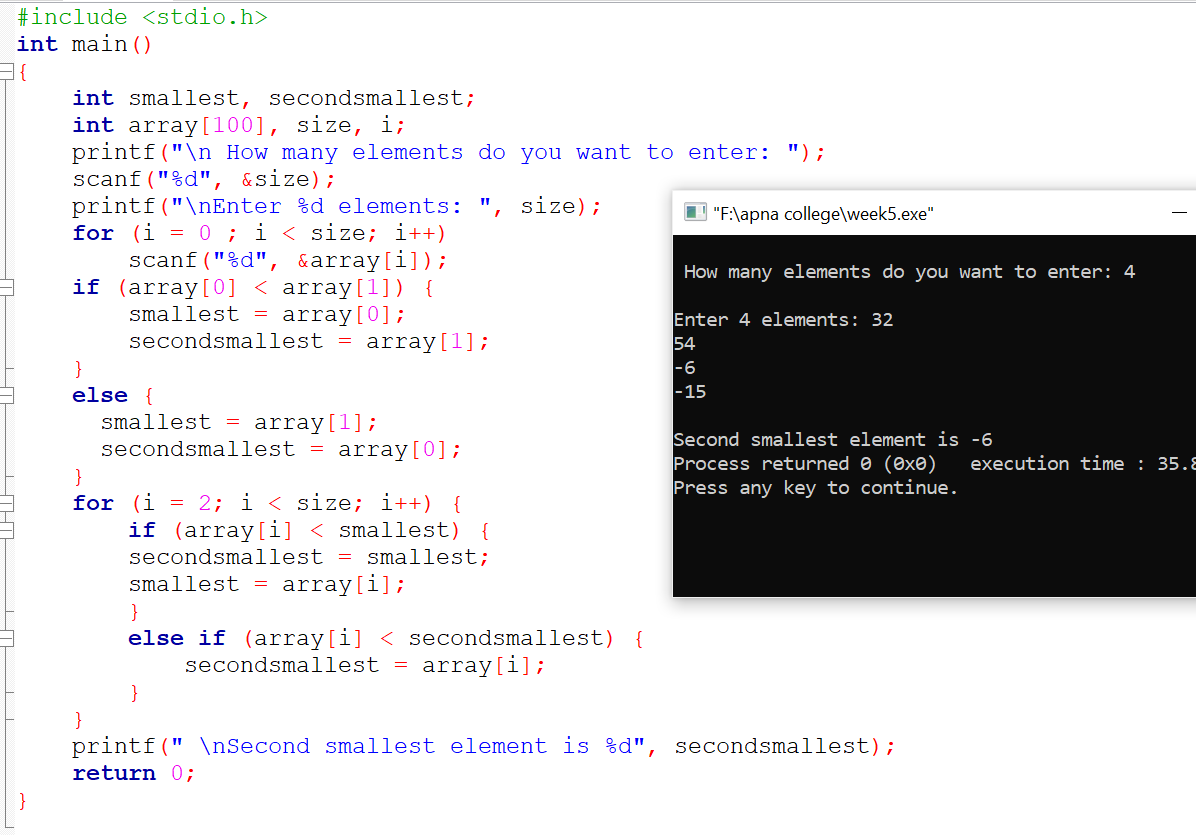 #include <stdio.h>
int main()
{
    int smallest, secondsmallest;
    int array[100], size, i;
    printf("\n How many elements do you want to enter: ");
    scanf("%d", &size);
    printf("\nEnter %d elements: ", size);
    for (i = 0 ; i < size; i++)
        scanf("%d", &array[i]);
    if (array[0] < array[1]) {
        smallest = array[0];
        secondsmallest = array[1];
    }
    else {
      smallest = array[1];
      secondsmallest = array[0];
    }
    for (i = 2; i < size; i++) {
        if (array[i] < smallest) {
        secondsmallest = smallest;
        smallest = array[i];
        }
        else if (array[i] < secondsmallest) {
            secondsmallest = array[i];
        }
    }
    printf(" \nSecond smallest element is %d", secondsmallest);
    return 0;
}
"F:\apna college\week5.exe"
How many elements do you want to enter: 4
Enter 4 elements: 32
54
-6
-15
Second smallest element is -6
Process returned 0 (0x0)   execution time : 35.
Press any key to continue.